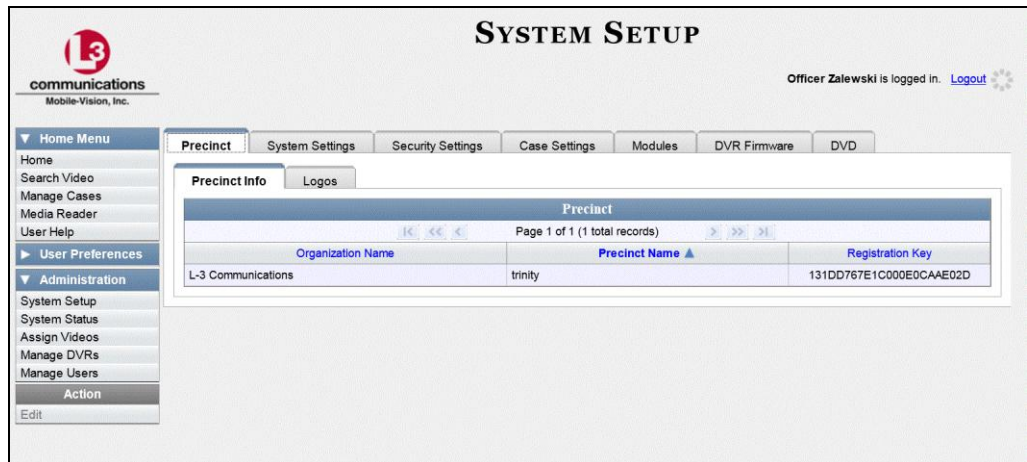 SYSTEM SETUP
L3
communications
Mobile-Vision, Inc.
Officer Zalewski is logged in. Logout
▼ Home Menu
Home
Search Video
Manage Cases
Media Reader
User Help
▶ User Preferences
▼ Administration
System Setup
System Status
Assign Videos
Manage DVRs
Manage Users
Action
Edit
Precinct System Settings Security Settings Case Settings Modules DVR Firmware DVD
Precinct Info Logos
Precinct
Page 1 of 1 (1 total records)
Organization Name Precinct Name ▲ Registration Key
L-3 Communications trinity 131DD767E1C000E0CAAE02D